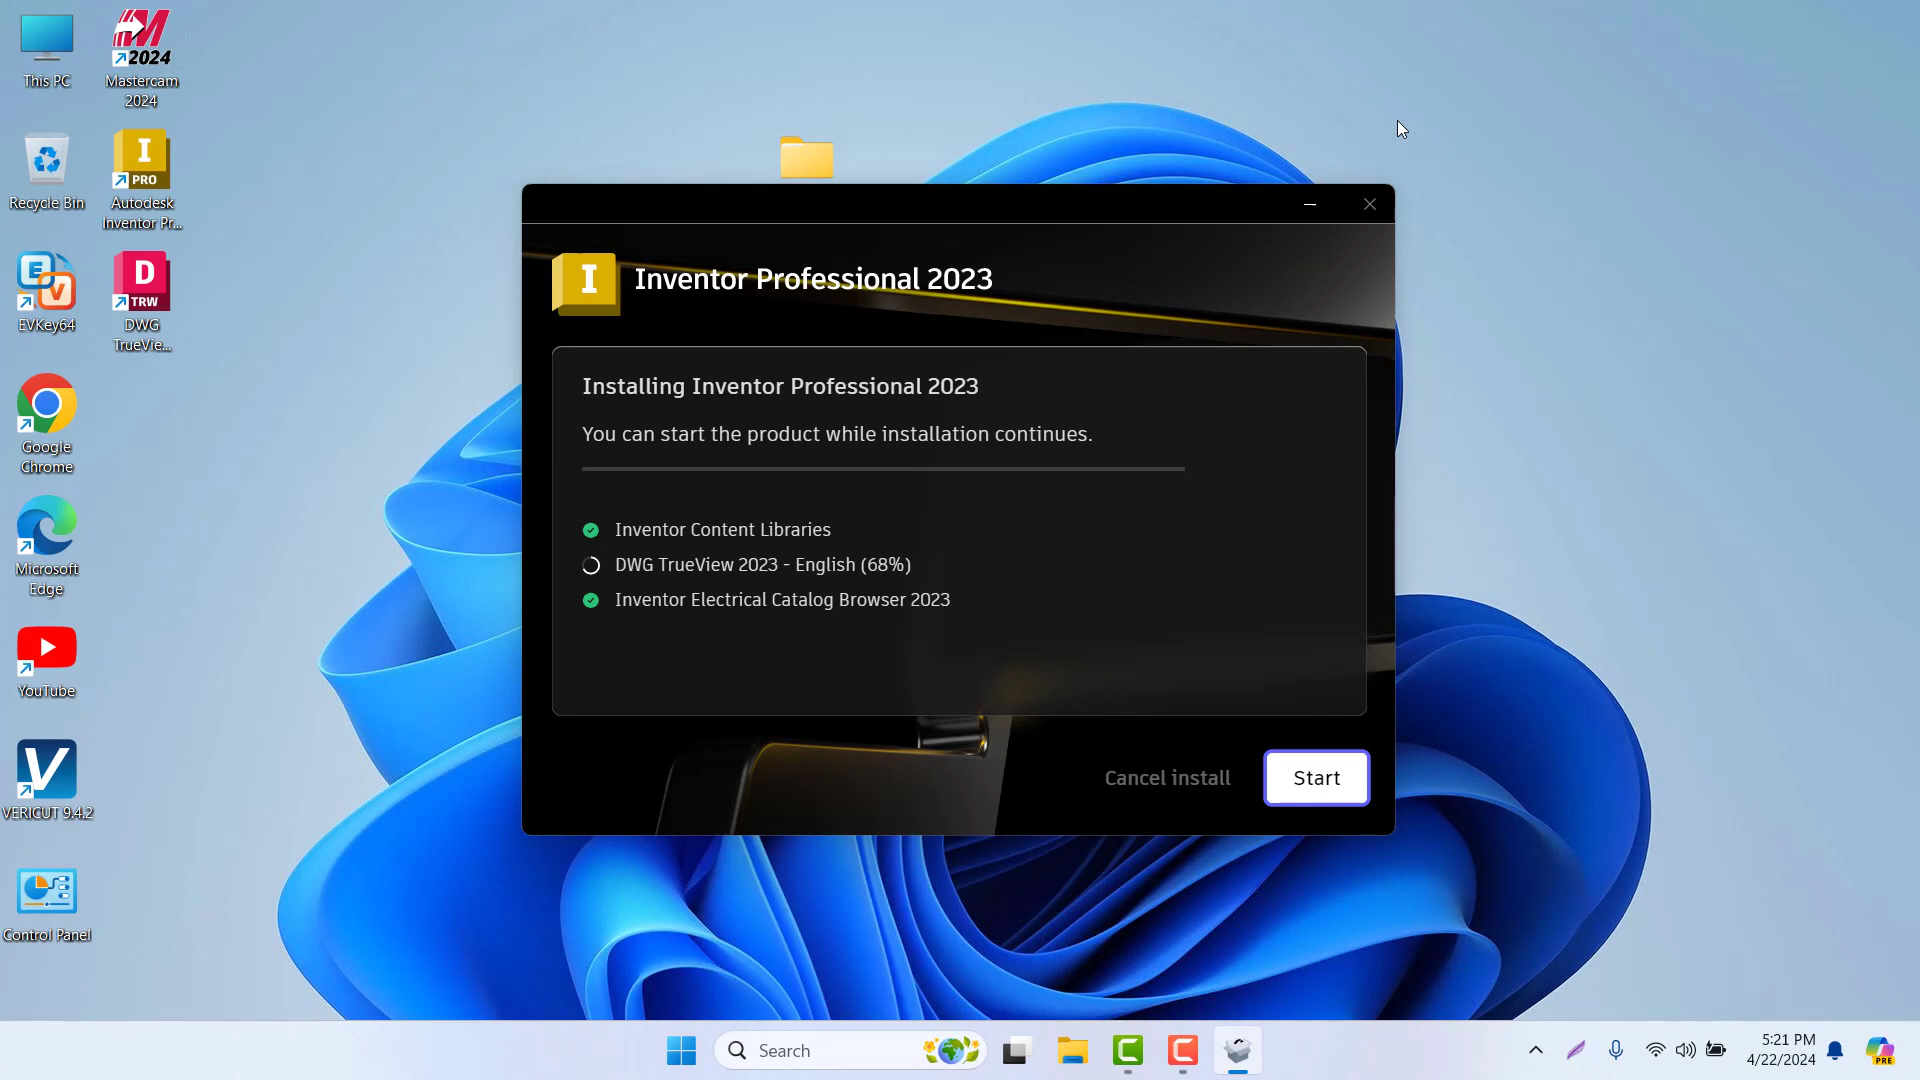 This PC
2024
Mastercam
2024
Recycle Bin
I
PRO
Autodesk
Inventor Pr...
E
V
EVKey64
D
TRW
DWG
TrueVie...
Google
Chrome
Microsoft
Edge
YouTube
V
VERICUT 9.4.2
Control Panel
I
Inventor Professional 2023
Installing Inventor Professional 2023
You can start the product while installation continues.
Inventor Content Libraries
DWG TrueView 2023 - English (68%)
Inventor Electrical Catalog Browser 2023
Cancel install
Start
Search
5:21 PM
4/22/2024
PRE